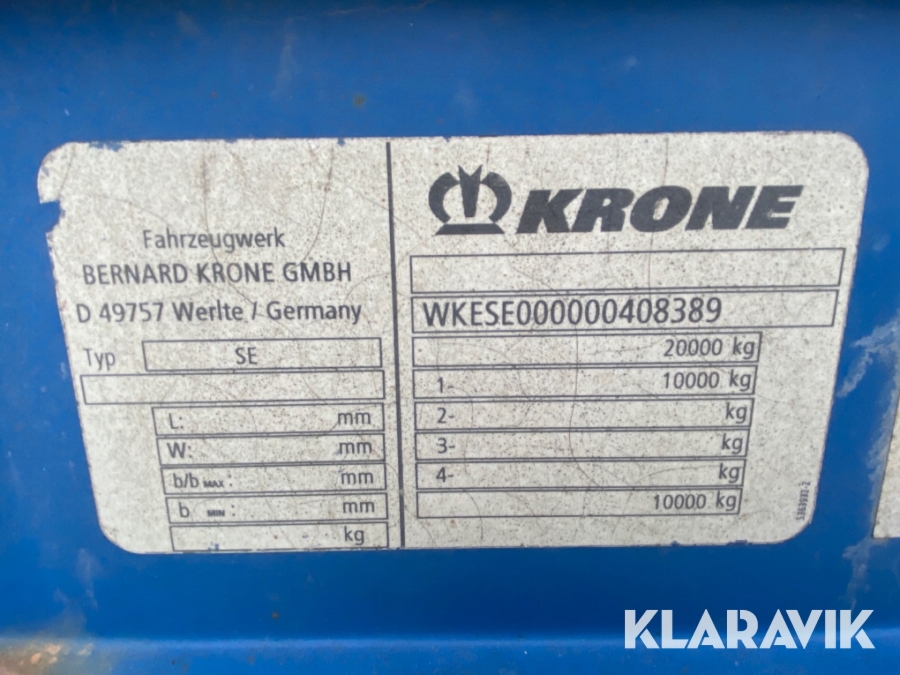 Fahrzeugwerk
BERNARD KRONE GMBH
D 49757 Werlte / Germany
Typ SE
L: mm
W: mm
b/b MAX : mm
b MIN : mm
kg
KRONE
WKESE000000408389
20000 kg
1- 10000 kg
2- kg
3- kg
4- kg
10000 kg
KLARAVIK